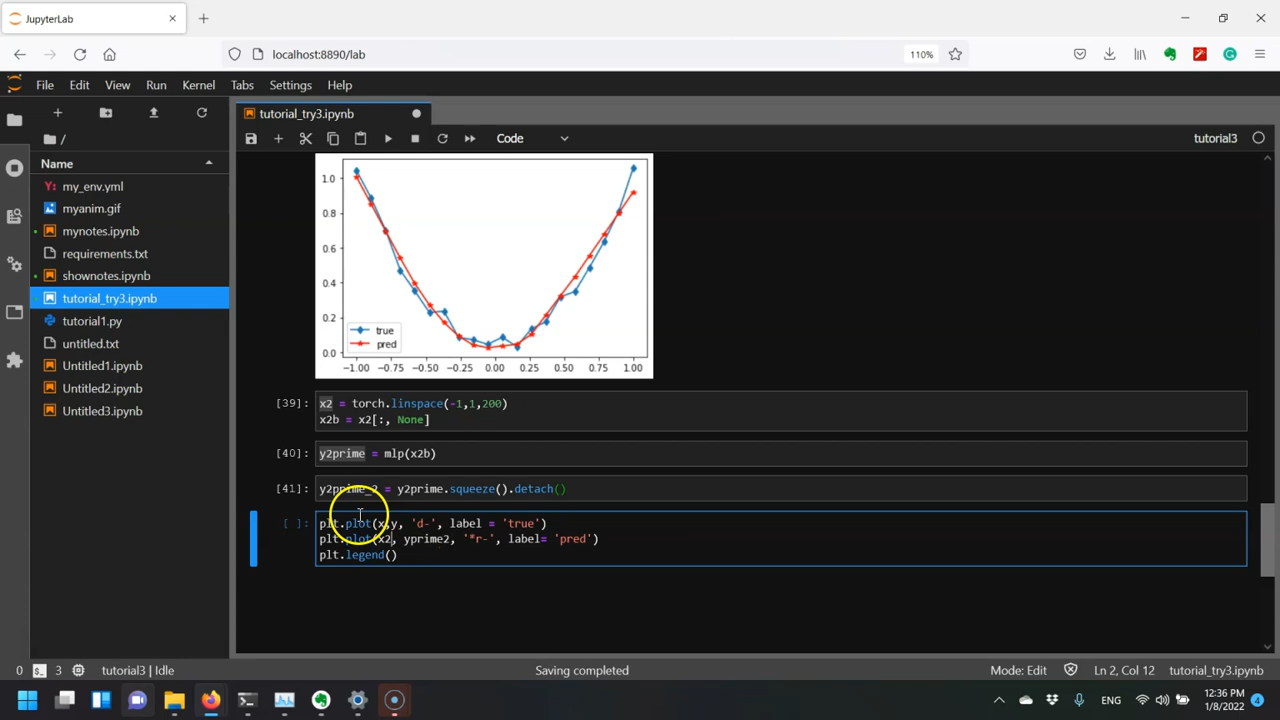 JupyterLab
localhost:8890/lab
110%
File Edit View Run Kernel Tabs Settings Help
tutorial_try3.ipynb
Code
tutorial3
/
Name
my_env.yml
myanim.gif
mynotes.ipynb
requirements.txt
shownotes.ipynb
tutorial_try3.ipynb
tutorial1.py
untitled.txt
Untitled1.ipynb
Untitled2.ipynb
Untitled3.ipynb
1.0
0.8
0.6
0.4
0.2
0.0
true
pred
−1.00 −0.75 −0.50 −0.25 0.00 0.25 0.50 0.75 1.00
[39]: x2 = torch.linspace(-1,1,200)
x2b = x2[:, None]
[40]: y2prime = mlp(x2b)
[41]: y2prime_2 = y2prime.squeeze().detach()
[ ]: plt.plot(x,y, 'd-', label = 'true')
plt.plot(x2, yprime2, '*r-', label= 'pred')
plt.legend()
0 3 tutorial3 | Idle Saving completed Mode: Edit Ln 2, Col 12 tutorial_try3.ipynb
ENG
12:36 PM
1/8/2022
4